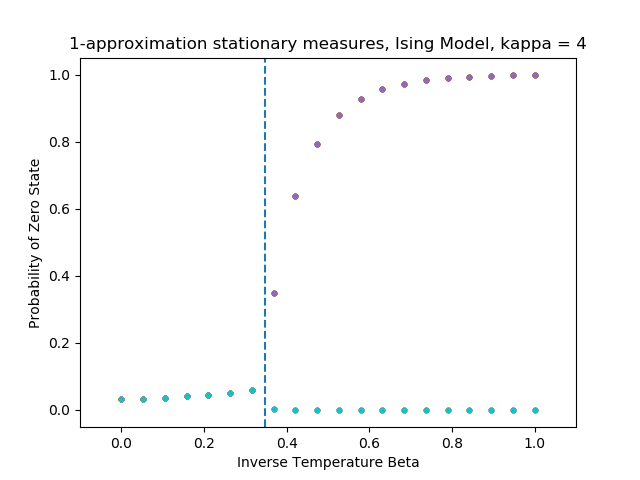 1-approximation stationary measures, Ising Model, kappa = 4
1.0
0.8
0.6
0.4
0.2
0.0
Probability of Zero State
0.0 0.2 0.4 0.6 0.8 1.0
Inverse Temperature Beta